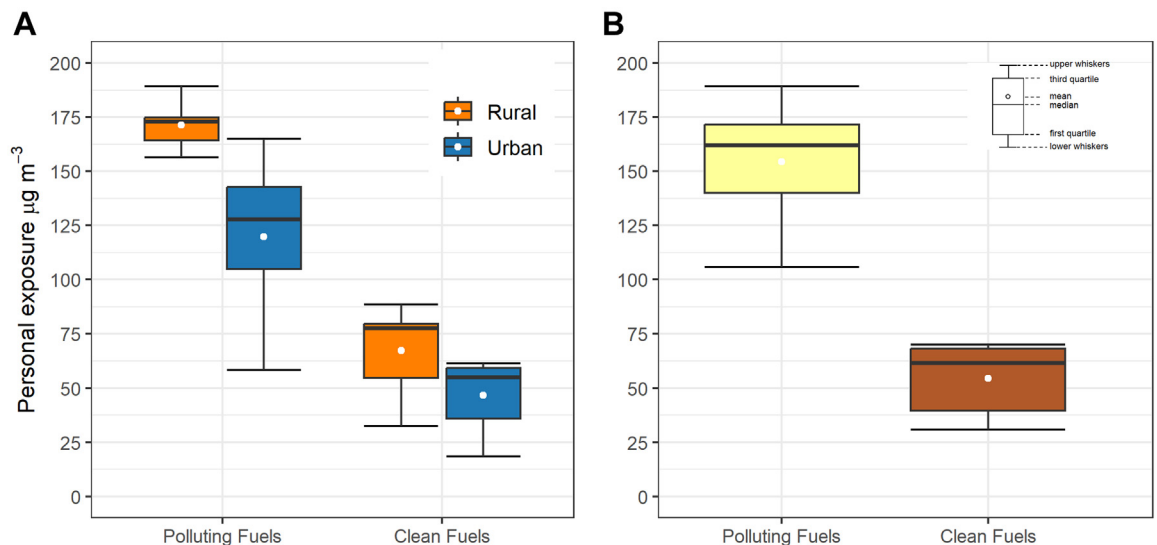 A
Personal exposure µg m⁻³
200
175
150
125
100
75
50
25
0
Rural
Urban
Polluting Fuels
Clean Fuels
B
200
175
150
125
100
75
50
25
0
upper whiskers
third quartile
mean
median
first quartile
lower whiskers
Polluting Fuels
Clean Fuels